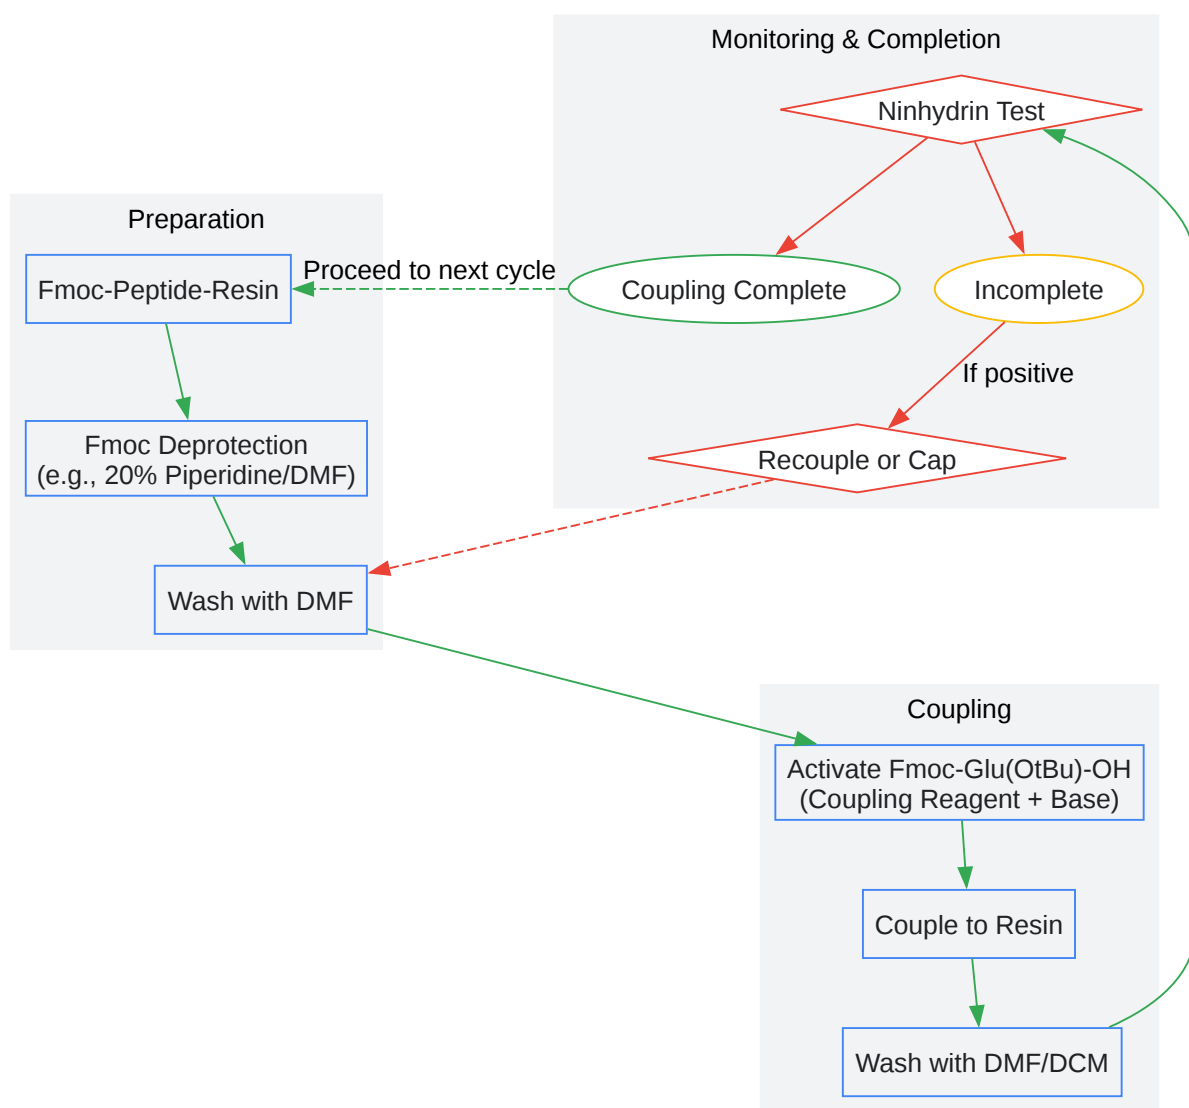 Monitoring & Completion
Ninhydrin Test
Preparation
Fmoc-Peptide-Resin
Proceed to next cycle
Coupling Complete
Incomplete
If positive
Fmoc Deprotection
(e.g., 20% Piperidine/DMF)
Recouple or Cap
Wash with DMF
Coupling
Activate Fmoc-Glu(OtBu)-OH
(Coupling Reagent + Base)
Couple to Resin
Wash with DMF/DCM